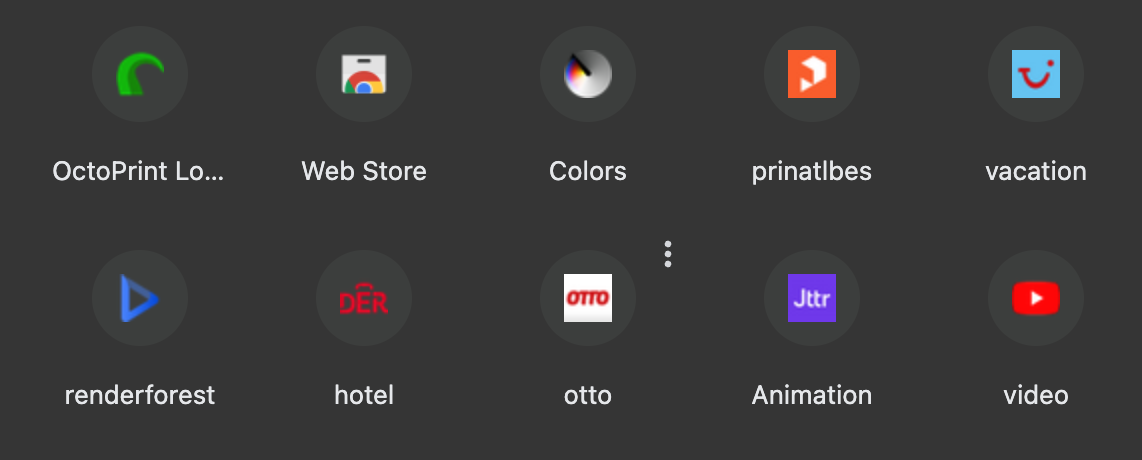 OctoPrint Lo...
Web Store
Colors
prinatlbes
vacation
DER
OTTO
Jttr
renderforest
hotel
otto
Animation
video